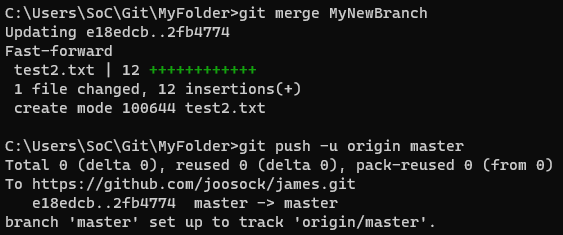 C:\Users\SoC\Git\MyFolder>git merge MyNewBranch
Updating e18edcb..2fb4774
Fast-forward
 test2.txt | 12 ++++++++++++
 1 file changed, 12 insertions(+)
 create mode 100644 test2.txt

C:\Users\SoC\Git\MyFolder>git push -u origin master
Total 0 (delta 0), reused 0 (delta 0), pack-reused 0 (from 0)
To https://github.com/joosock/james.git
   e18edcb..2fb4774  master -> master
branch 'master' set up to track 'origin/master'.